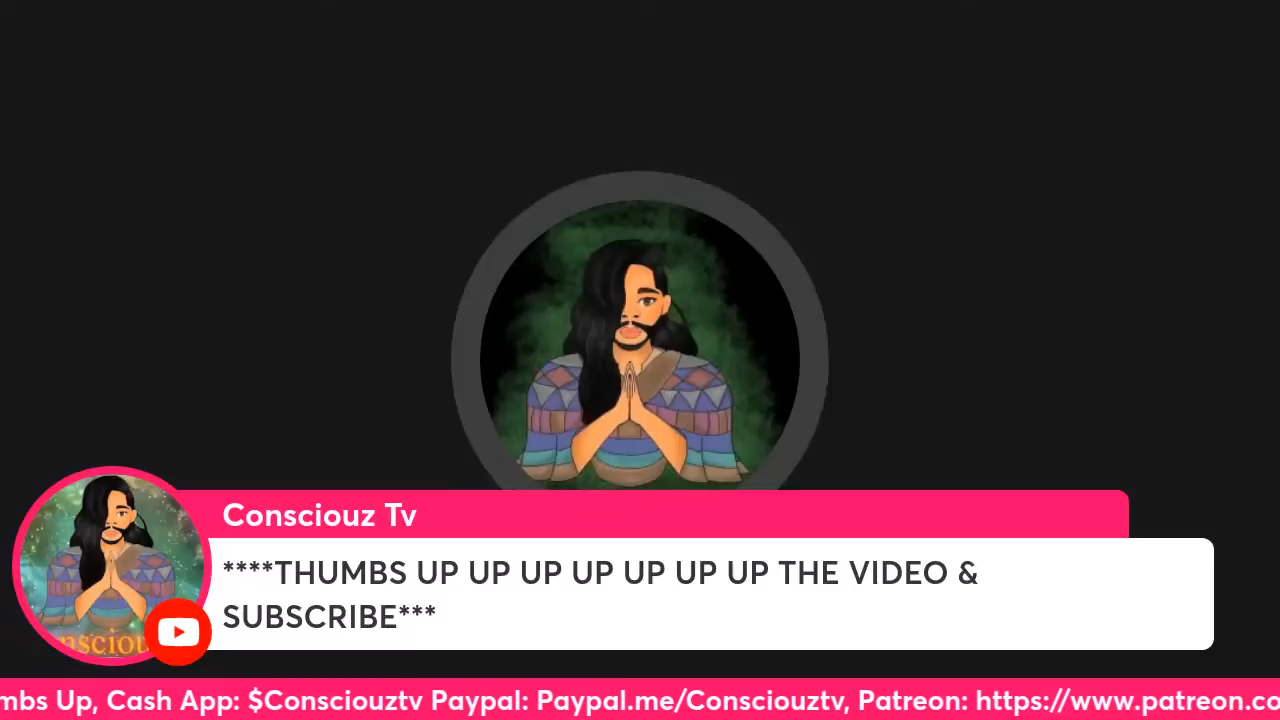 Consciouz Tv
****THUMBS UP UP UP UP UP UP UP THE VIDEO &
SUBSCRIBE***
nsciou
mbs Up, Cash App: $Consciouztv Paypal: Paypal.me/Consciouztv, Patreon: https://www.patreon.co